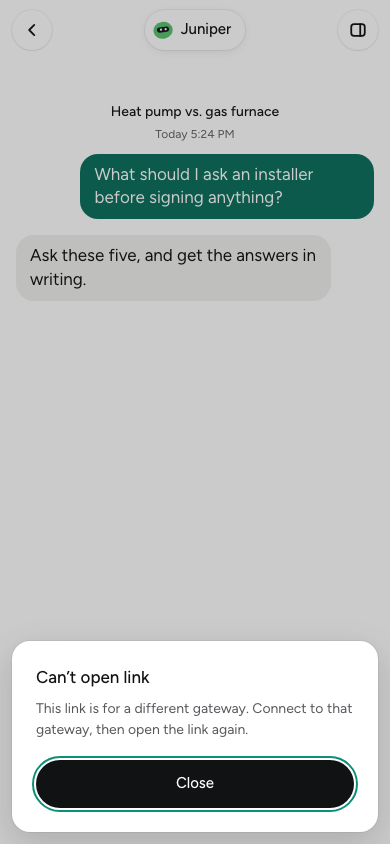 Juniper
Heat pump vs. gas furnace
Today 5:24 PM
What should I ask an installer
before signing anything?
Ask these five, and get the answers in
writing.
Can’t open link
This link is for a different gateway. Connect to that
gateway, then open the link again.
Close